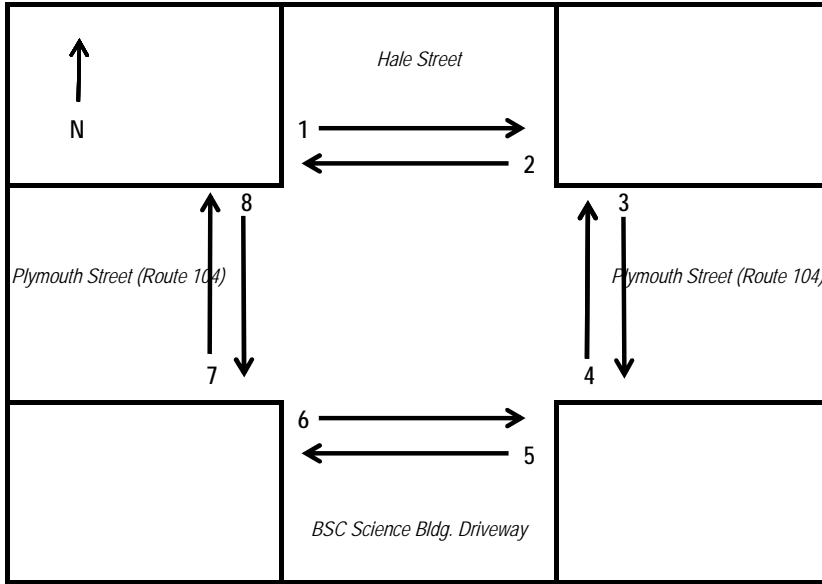 Hale Street
N
1
2
8
3
Plymouth Street (Route 104)
Plymouth Street (Route 104)
7
4
6
5
BSC Science Bldg. Driveway